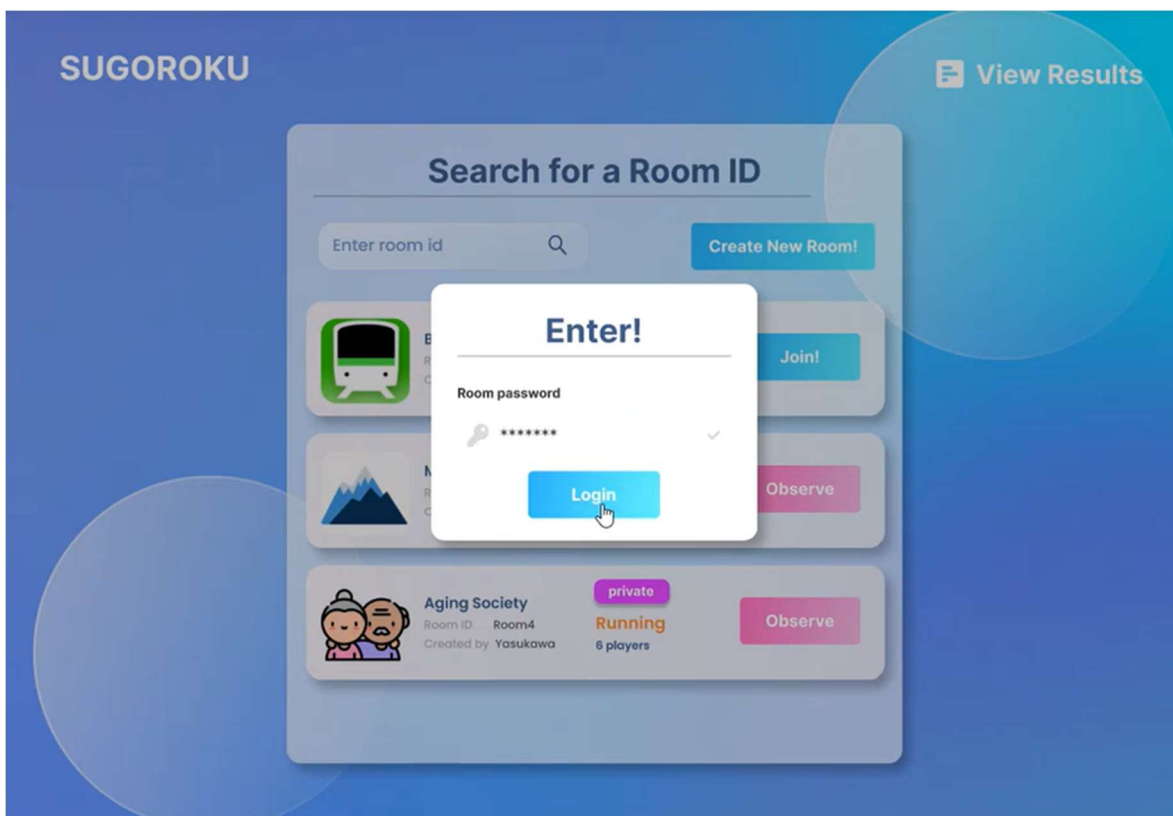 SUGOROKU
View Results
Search for a Room ID
Enter room id
Create New Room!
Enter!
Join!
Room password
*******
Observe
Login
Aging Society
private
Room ID Room4
Running
Observe
Created by Yasukawa
6 players